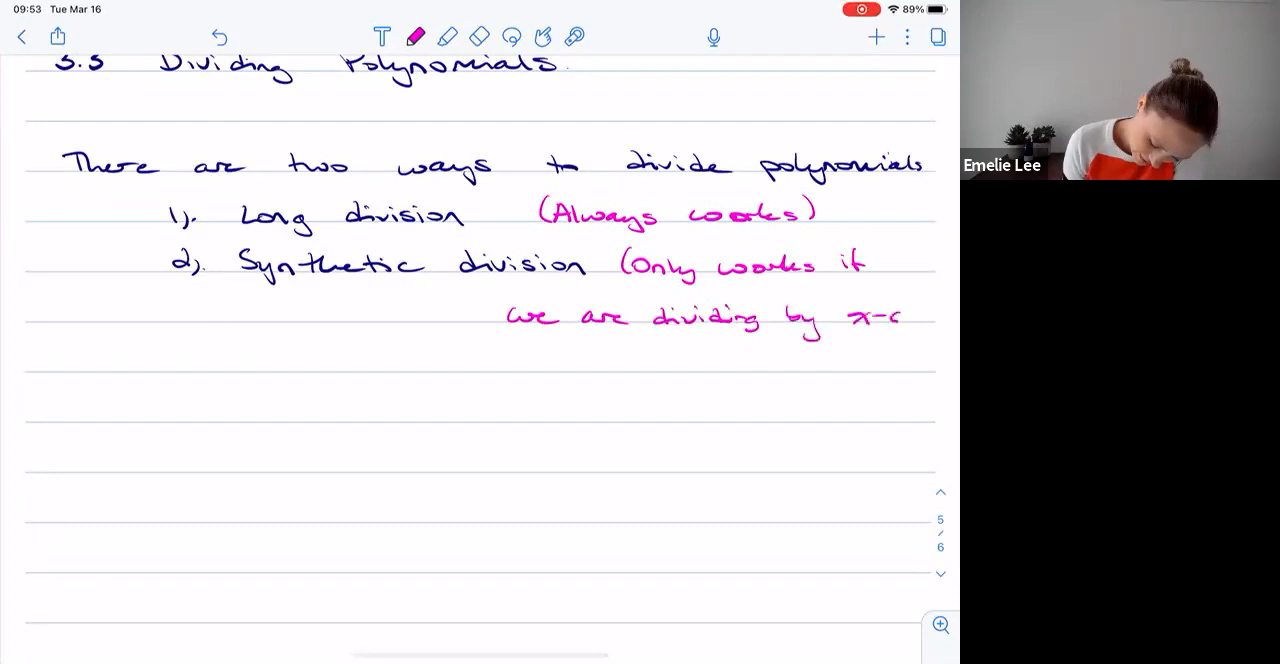 09:53 Tue Mar 16
89%
5.5 Dividing Polynomials.
There are two ways to divide polynomials
1). Long division (Always works)
2). Synthetic division (Only works if
we are dividing by x-c
Emelie Lee
5
/
6